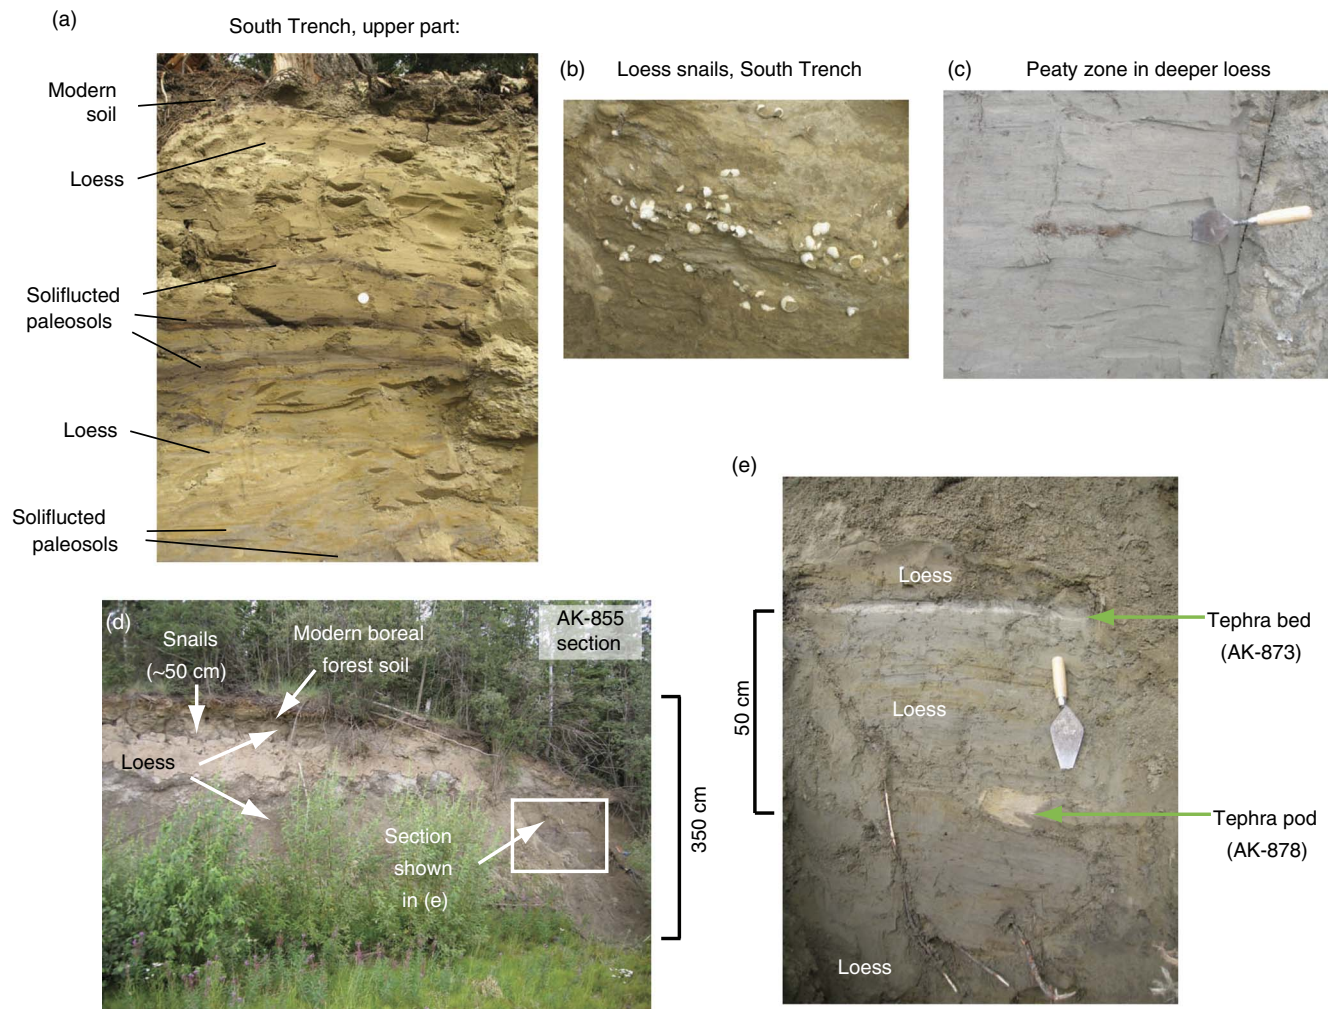 (a)
South Trench, upper part:
Modern
soil
Loess
Soliflucted
paleosols
Loess
Soliflucted
paleosols
(b)
Loess snails, South Trench
(c)
Peaty zone in deeper loess
(d)
Snails
(~50 cm)
Modern boreal
forest soil
AK-855
section
Loess
Section
shown
in (e)
350 cm
(e)
Loess
50 cm
Loess
Loess
Tephra bed
(AK-873)
Tephra pod
(AK-878)